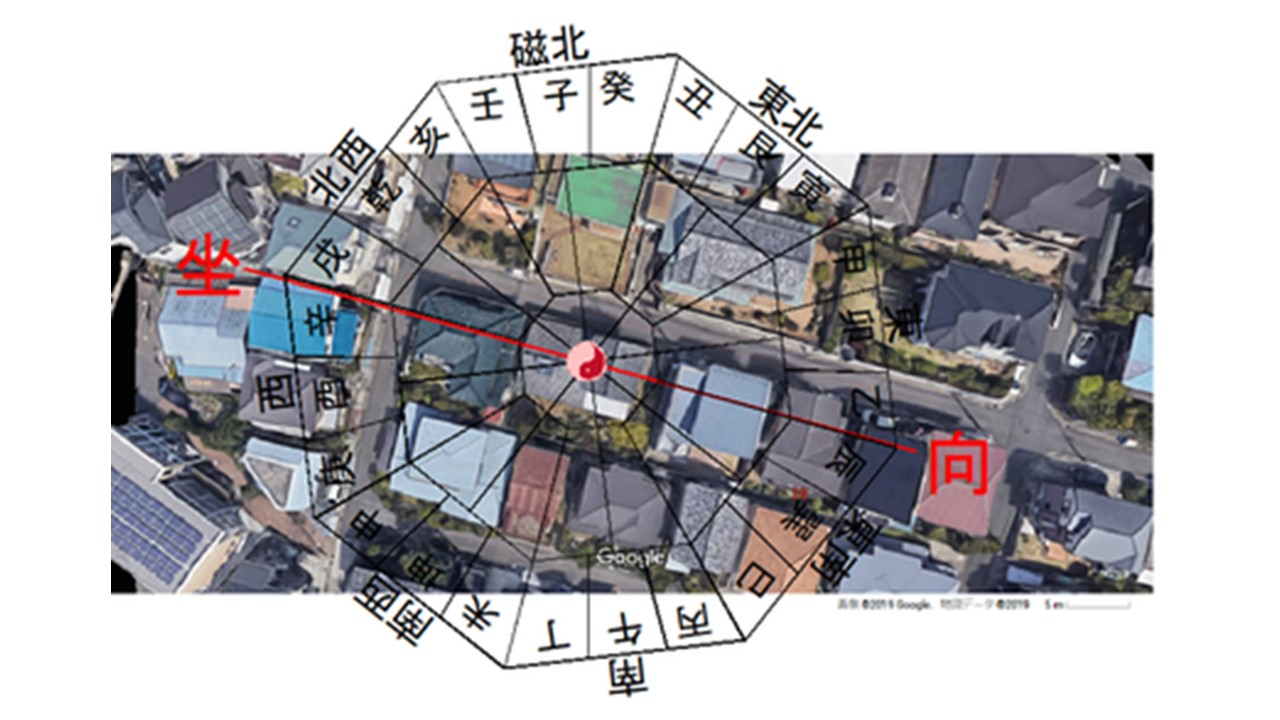 磁北
子
癸
丑
東北
艮
寅
甲
卯
東
乙
辰
向
東南
巽
巳
丙
午
南
丁
未
坤
南西
申
庚
酉
西
辛
戌
坐
乾
北西
亥
壬
Google
画像 ©2019 Google、地図データ ©2019 5 m